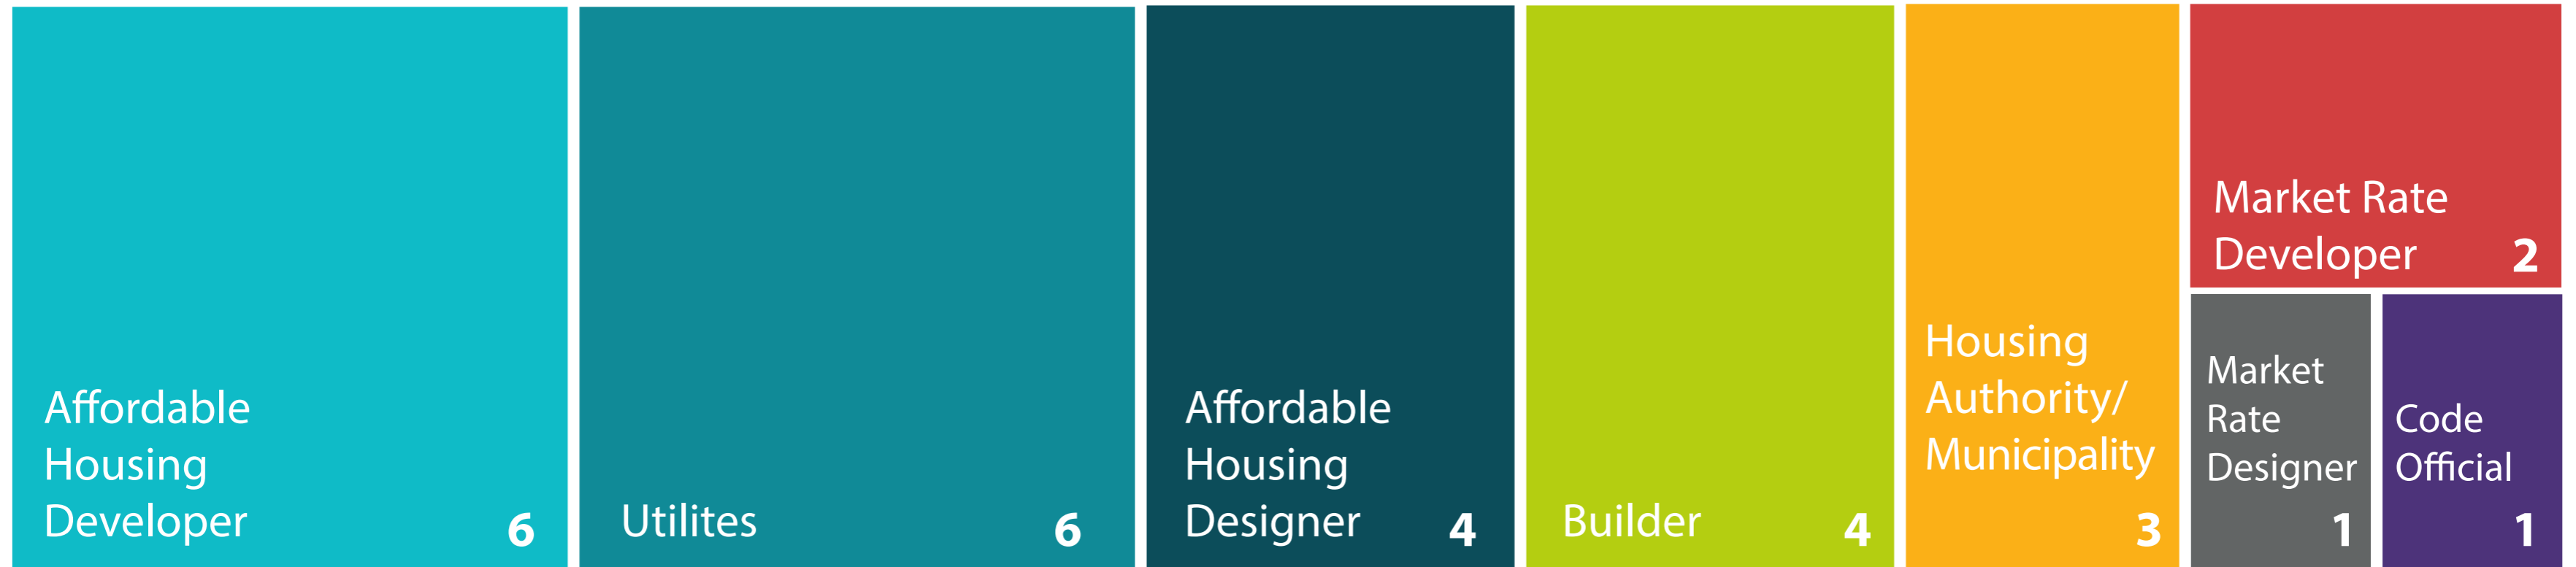 Affordable
Housing
Developer 6
Utilites 6
Affordable
Housing
Designer 4
Builder 4
Housing
Authority/
Municipality
3
Market Rate
Developer 2
Market
Rate
Designer
1
Code
Official
1